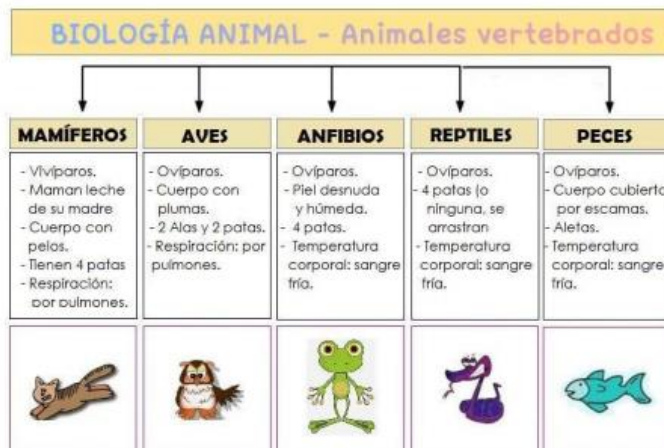 BIOLOGÍA ANIMAL - Animales vertebrados
MAMÍFEROS
- Vivíparos.
- Maman leche
de su madre
- Cuerpo con
pelos.
- Tienen 4 patas
- Respiración:
por pulmones.
AVES
- Ovíparos.
- Cuerpo con
plumas.
- 2 Alas y 2 patas.
- Respiración: por
pulmones.
ANFIBIOS
- Ovíparos.
- Piel desnuda
y húmeda.
- 4 patas.
- Temperatura
corporal: sangre
fría.
REPTILES
- Ovíparos.
- 4 patas (o
ninguna, se
arrastran
- Temperatura
corporal: sangre
fría.
PECES
- Ovíparos.
- Cuerpo cubierto
por escamas.
- Aletas.
- Temperatura
corporal: sangre
fría.